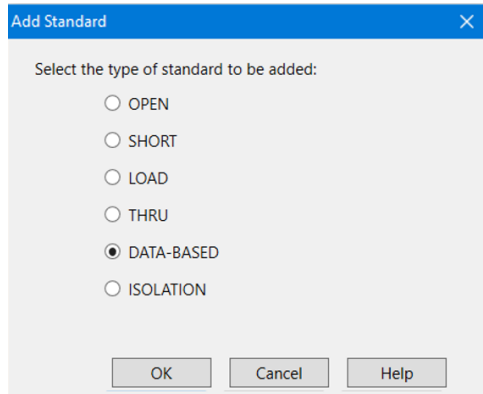 Add Standard
Select the type of standard to be added:
OPEN
SHORT
LOAD
THRU
DATA-BASED
ISOLATION
OK Cancel Help